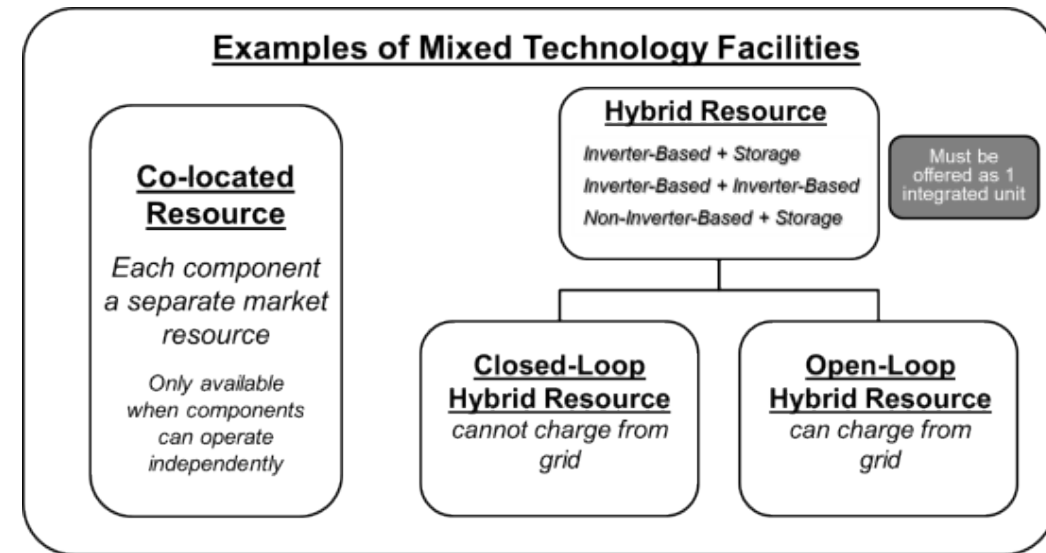 Examples of Mixed Technology Facilities
Co-located
Resource
Each component
a separate market
resource
Only available
when components
can operate
independently
Hybrid Resource
Inverter-Based + Storage
Inverter-Based + Inverter-Based
Non-Inverter-Based + Storage
Must be
offered as 1
integrated unit
Closed-Loop
Hybrid Resource
cannot charge from
grid
Open-Loop
Hybrid Resource
can charge from
grid